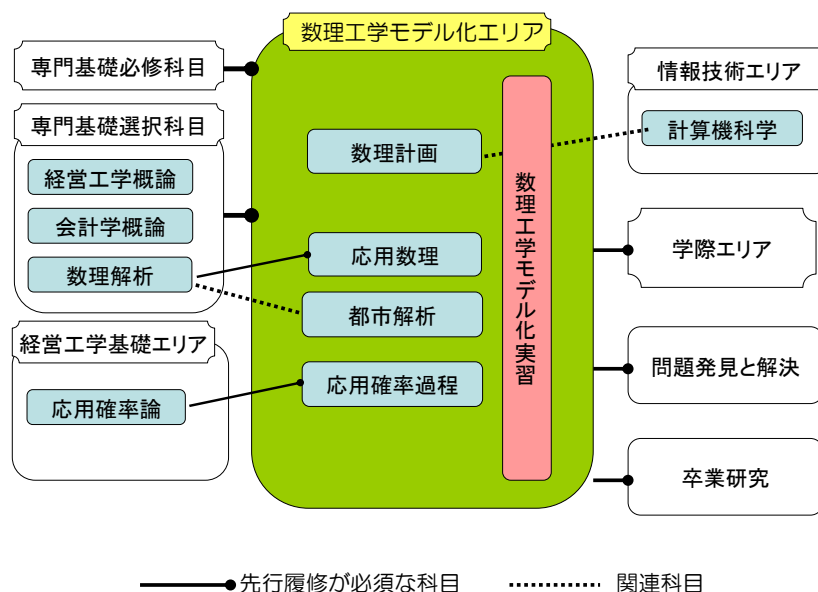 数理工学モデル化エリア
専門基礎必修科目
専門基礎選択科目
経営工学概論
会計学概論
数理解析
経営工学基礎エリア
応用確率論
数理計画
応用数理
都市解析
応用確率過程
数理工学モデル化実習
情報技術エリア
計算機科学
学際エリア
問題発見と解決
卒業研究
先行履修が必須な科目
関連科目